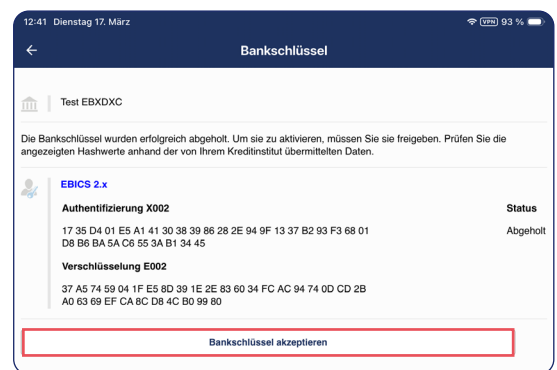 12:41 Dienstag 17. März VPN 93 %
Bankschlüssel
Test EBXDXC
Die Bankschlüssel wurden erfolgreich abgeholt. Um sie zu aktivieren, müssen Sie sie freigeben. Prüfen Sie die
angezeigten Hashwerte anhand der von Ihrem Kreditinstitut übermittelten Daten.
EBICS 2.x
Authentifizierung X002 Status
17 35 D4 01 E5 A1 41 30 38 39 86 28 2E 94 9F 13 37 B2 93 F3 68 01 Abgeholt
D8 B6 BA 5A C6 55 3A B1 34 45
Verschlüsselung E002
37 A5 74 59 04 1F E5 8D 39 1E 2E 83 60 34 FC AC 94 74 0D CD 2B
A0 63 69 EF CA 8C D8 4C B0 99 80
Bankschlüssel akzeptieren